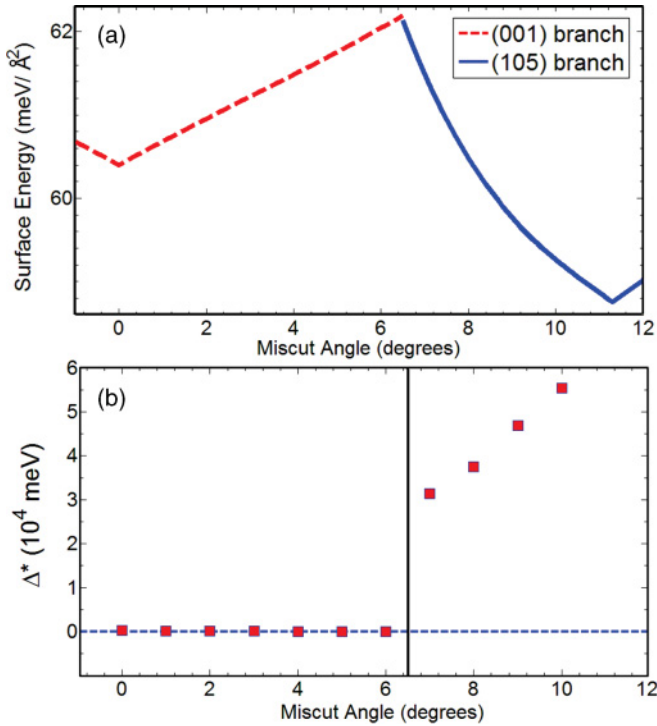 (a)
(001) branch
(105) branch
Surface Energy (meV/Å²)
62
60
0 2 4 6 8 10 12
Miscut Angle (degrees)
(b)
Δ* (10⁴ meV)
6
5
4
3
2
1
0
0 2 4 6 8 10 12
Miscut Angle (degrees)